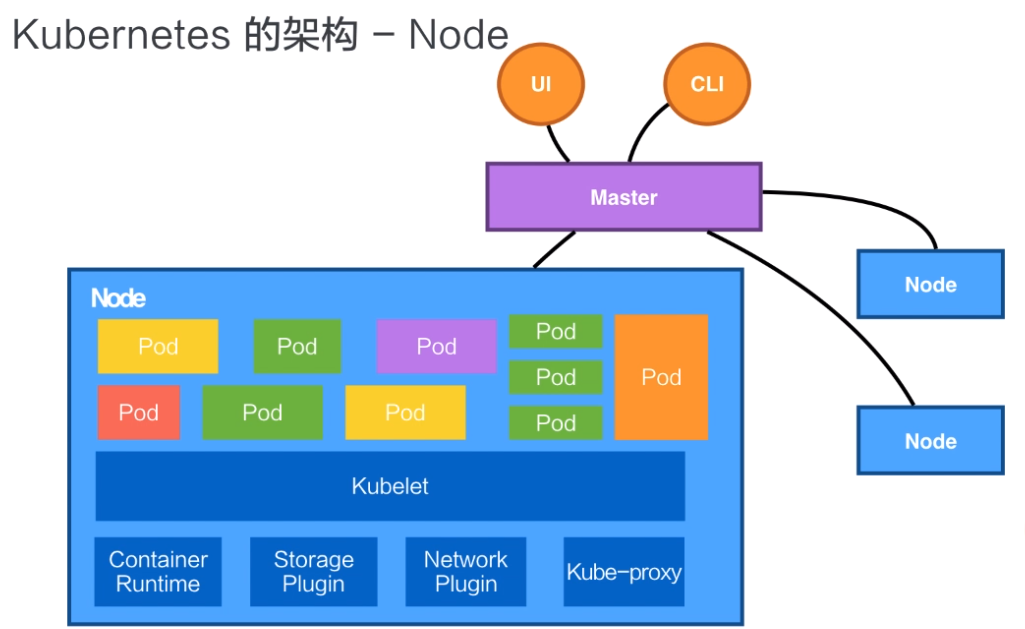 Kubernetes 的架构 – Node
UI
CLI
Master
Node
Node
Node
Pod
Pod
Pod
Pod
Pod
Pod
Pod
Pod
Pod
Pod
Kubelet
Container
Runtime
Storage
Plugin
Network
Plugin
Kube–proxy